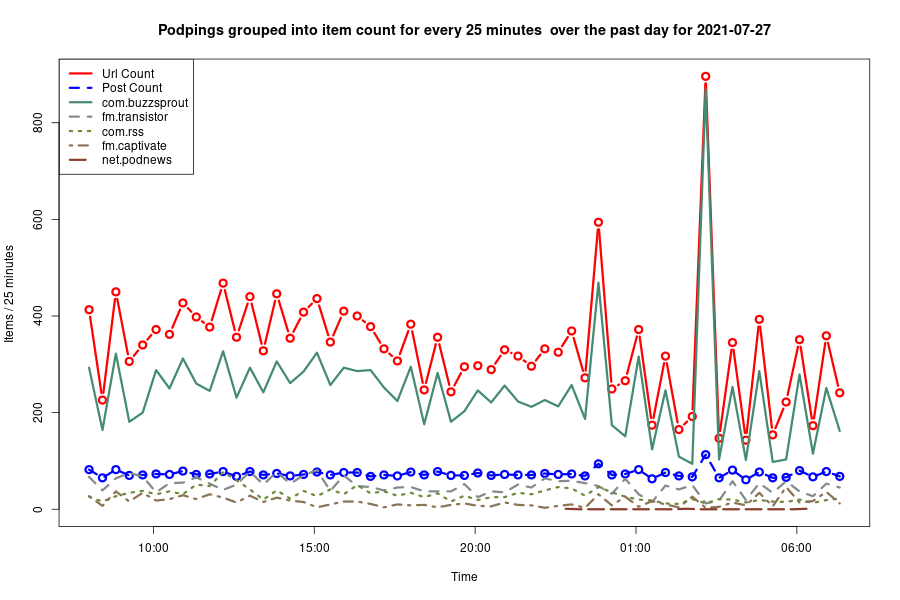 Podpings grouped into item count for every 25 minutes  over the past day for 2021-07-27
Url Count
Post Count
com.buzzsprout
fm.transistor
com.rss
fm.captivate
net.podnews
Items / 25 minutes
800
600
400
200
0
10:00
15:00
20:00
01:00
06:00
Time